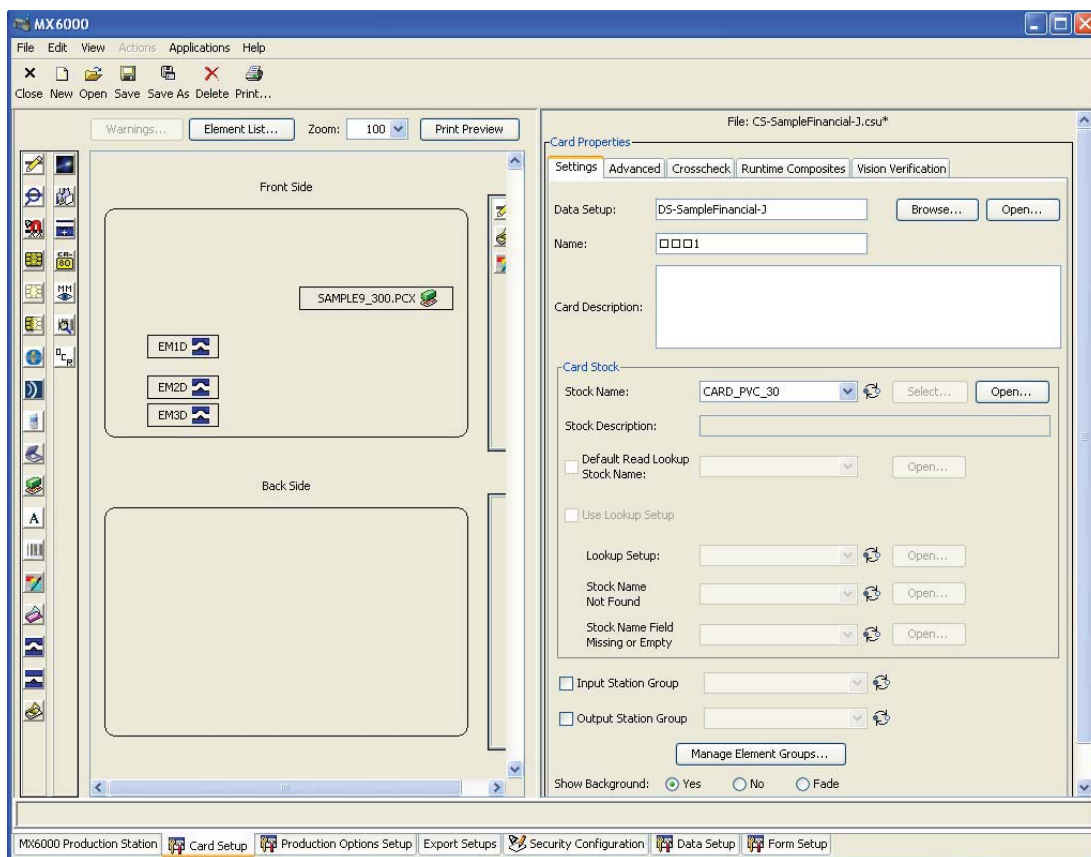 MX6000
File Edit View Actions Applications Help
Close New Open Save Save As Delete Print...
Warnings... Element List... Zoom: 100 Print Preview
Front Side
SAMPLE9_300.PCX
EM1D
EM2D
EM3D
Back Side
CR-80
MM
DCR
A
File: CS-SampleFinancial-J.csu*
Card Properties
Settings Advanced Crosscheck Runtime Composites Vision Verification
Data Setup: DS-SampleFinancial-J Browse... Open...
Name: □□□1
Card Description:
Card Stock
Stock Name: CARD_PVC_30 Select... Open...
Stock Description:
Default Read Lookup
Stock Name: Open...
Use Lookup Setup
Lookup Setup: Open...
Stock Name
Not Found Open...
Stock Name Field
Missing or Empty Open...
Input Station Group
Output Station Group
Manage Element Groups...
Show Background: Yes No Fade
MX6000 Production Station Card Setup Production Options Setup Export Setups Security Configuration Data Setup Form Setup